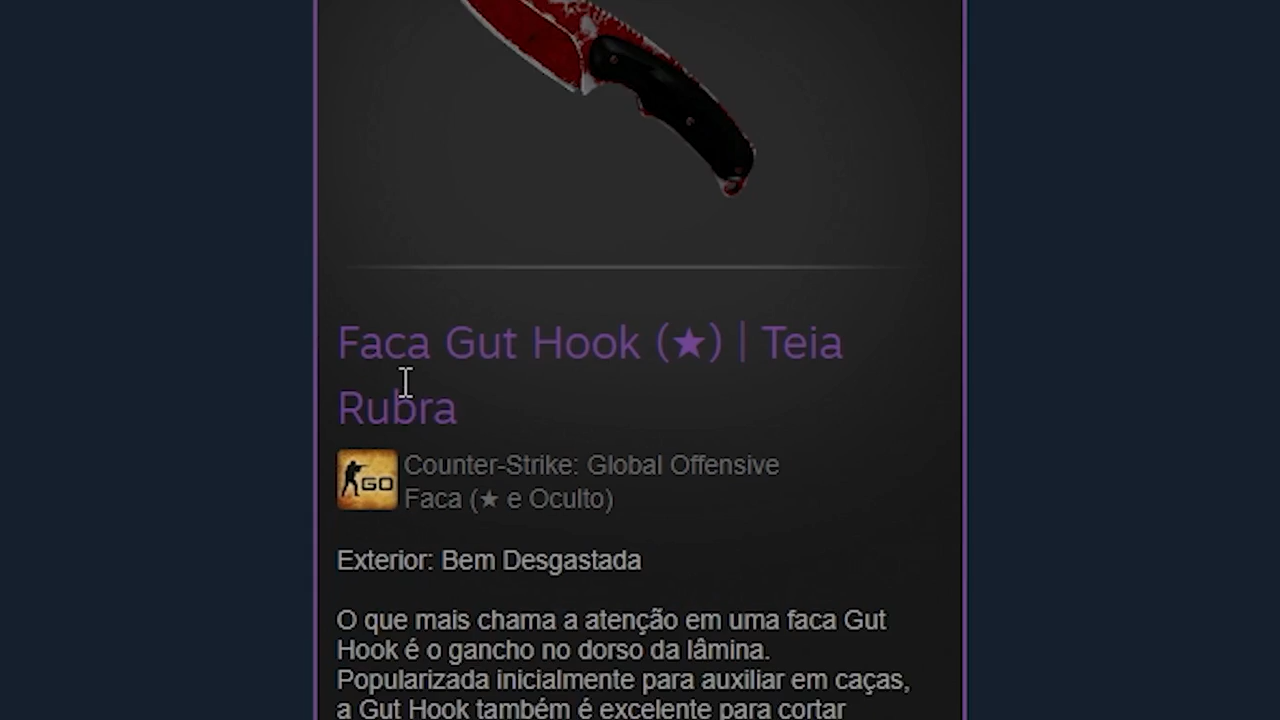 Faca Gut Hook (★) | Teia
Rubra
GO
Counter-Strike: Global Offensive
Faca (★ e Oculto)
Exterior: Bem Desgastada
O que mais chama a atenção em uma faca Gut
Hook é o gancho no dorso da lâmina.
Popularizada inicialmente para auxiliar em caças,
a Gut Hook também é excelente para cortar